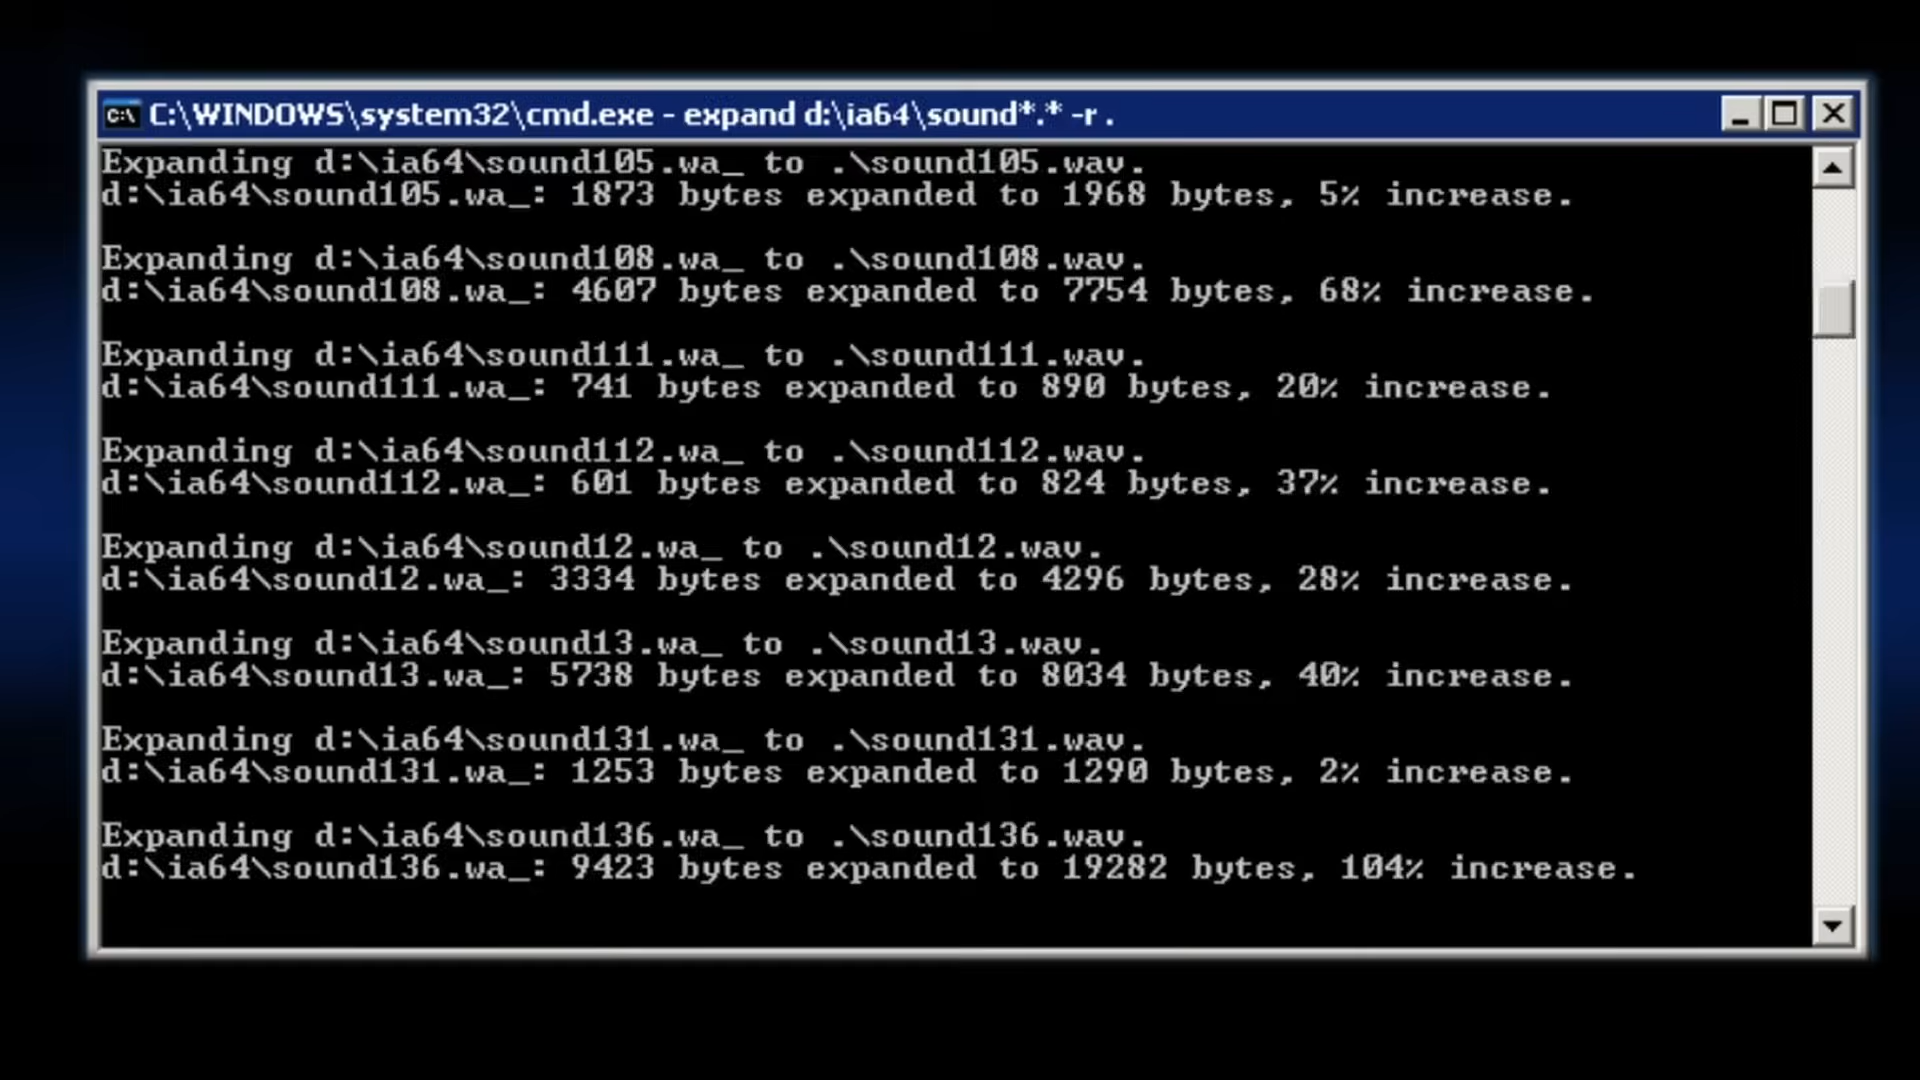 C:\WINDOWS\system32\cmd.exe - expand d:\ia64\sound*.* -r .
Expanding d:\ia64\sound105.wa_ to .\sound105.wav.
d:\ia64\sound105.wa_: 1873 bytes expanded to 1968 bytes, 5% increase.
Expanding d:\ia64\sound108.wa_ to .\sound108.wav.
d:\ia64\sound108.wa_: 4607 bytes expanded to 7754 bytes, 68% increase.
Expanding d:\ia64\sound111.wa_ to .\sound111.wav.
d:\ia64\sound111.wa_: 741 bytes expanded to 890 bytes, 20% increase.
Expanding d:\ia64\sound112.wa_ to .\sound112.wav.
d:\ia64\sound112.wa_: 601 bytes expanded to 824 bytes, 37% increase.
Expanding d:\ia64\sound12.wa_ to .\sound12.wav.
d:\ia64\sound12.wa_: 3334 bytes expanded to 4296 bytes, 28% increase.
Expanding d:\ia64\sound13.wa_ to .\sound13.wav.
d:\ia64\sound13.wa_: 5738 bytes expanded to 8034 bytes, 40% increase.
Expanding d:\ia64\sound131.wa_ to .\sound131.wav.
d:\ia64\sound131.wa_: 1253 bytes expanded to 1290 bytes, 2% increase.
Expanding d:\ia64\sound136.wa_ to .\sound136.wav.
d:\ia64\sound136.wa_: 9423 bytes expanded to 19282 bytes, 104% increase.